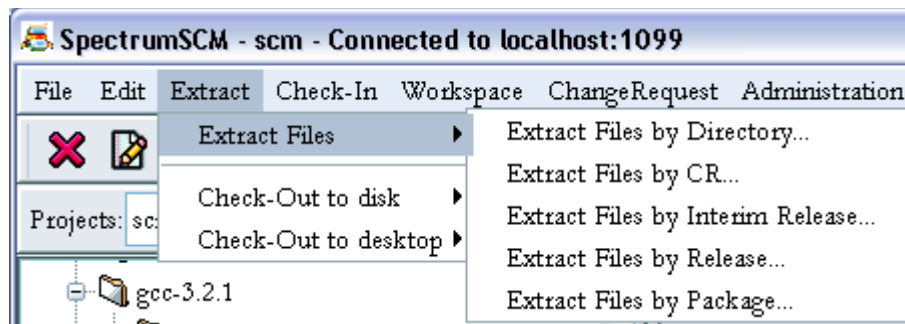 SpectrumSCM - scm - Connected to localhost:1099
File Edit Extract Check-In Workspace ChangeRequest Administration
Extract Files
Check-Out to disk
Check-Out to desktop
Extract Files by Directory...
Extract Files by CR...
Extract Files by Interim Release...
Extract Files by Release...
Extract Files by Package...
Projects:
gcc-3.2.1